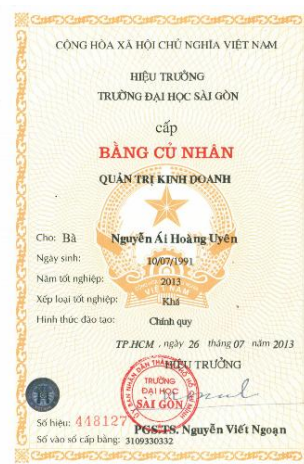 CỘNG HÒA XÃ HỘI CHỦ NGHĨA VIỆT NAM
HIỆU TRƯỞNG
TRƯỜNG ĐẠI HỌC SÀI GÒN
cấp
BẰNG CỬ NHÂN
QUẢN TRỊ KINH DOANH
Cho: Bà Nguyễn Ái Hoàng Uyên
Ngày sinh: 10/07/1991
Năm tốt nghiệp: 2013
Xếp loại tốt nghiệp: Khá
Hình thức đào tạo: Chính quy
TP.HCM , ngày 26 tháng 07 năm 2013
HIỆU TRƯỞNG
TRƯỜNG
ĐẠI HỌC
SÀI GÒN
Số hiệu: 448127
PGS.TS. Nguyễn Viết Ngoạn
Số vào sổ cấp bằng: 3109330332
VIỆT NAM